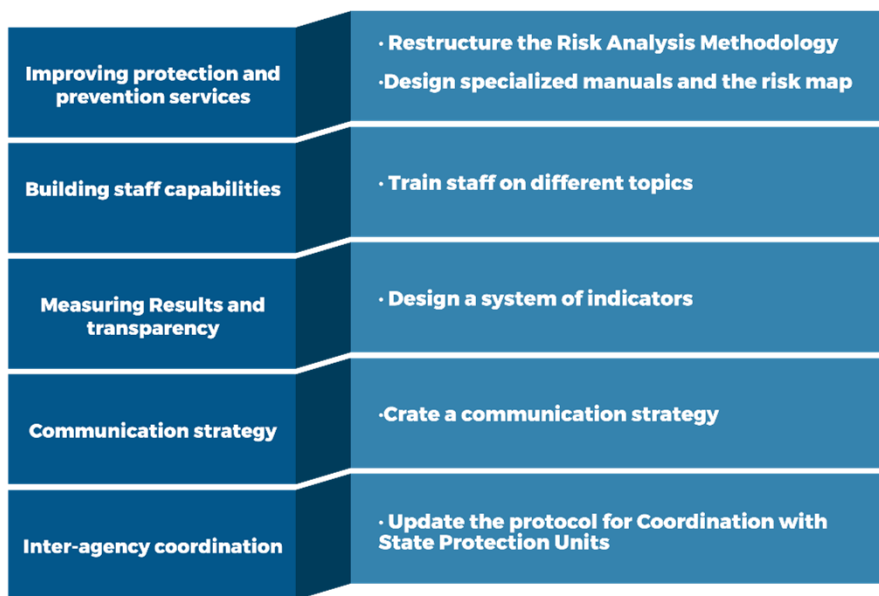 Improving protection and
prevention services
· Restructure the Risk Analysis Methodology
·Design specialized manuals and the risk map
Building staff capabilities
· Train staff on different topics
Measuring Results and
transparency
· Design a system of indicators
Communication strategy
·Crate a communication strategy
Inter-agency coordination
· Update the protocol for Coordination with
State Protection Units